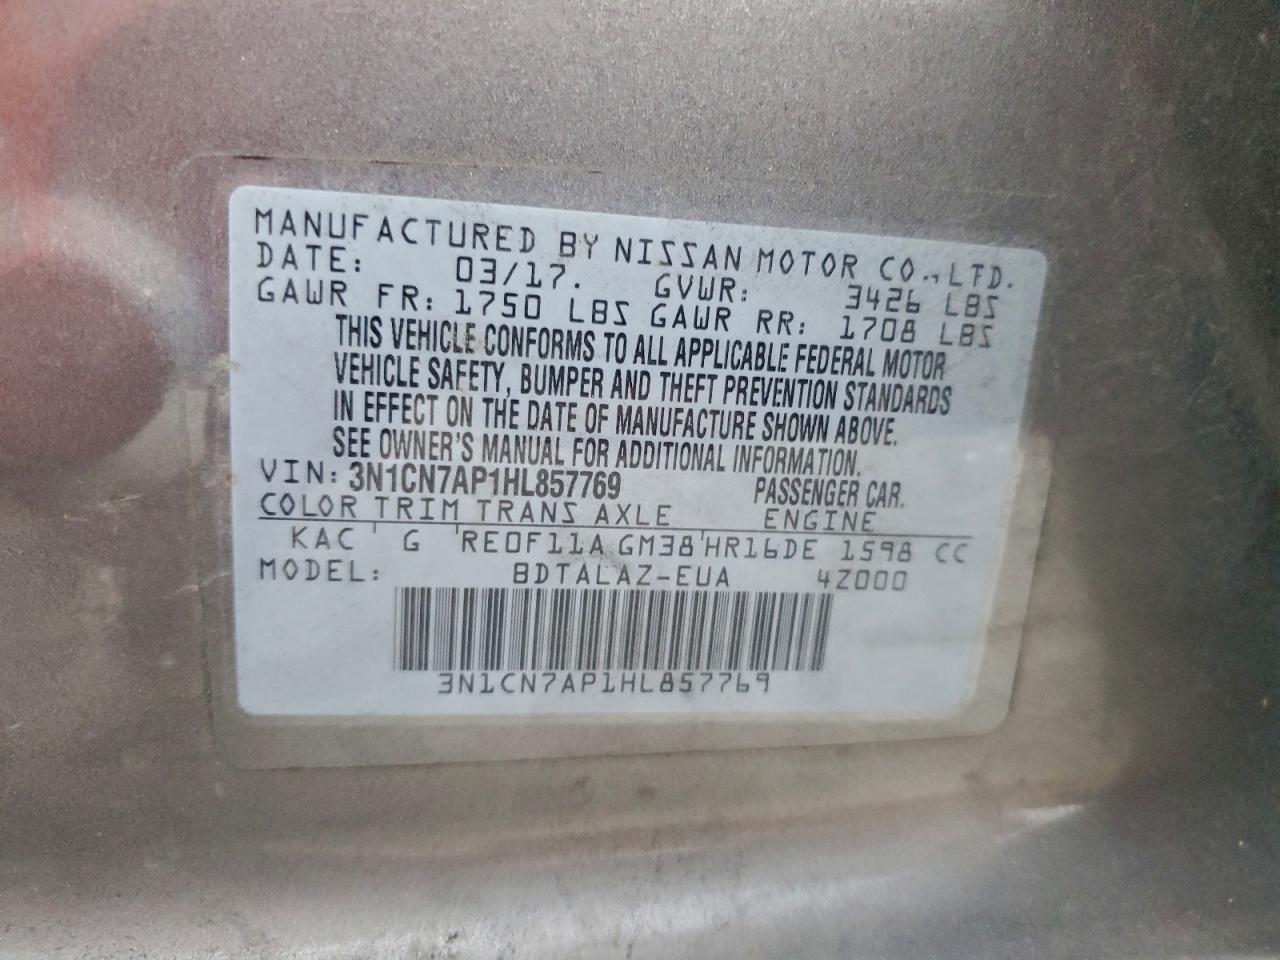 MANUFACTURED BY NISSAN MOTOR CO., LTD.
DATE: 03/17. GVWR: 3426 LBS
GAWR FR: 1750 LBS GAWR RR: 1708 LBS
THIS VEHICLE CONFORMS TO ALL APPLICABLE FEDERAL MOTOR
VEHICLE SAFETY, BUMPER AND THEFT PREVENTION STANDARDS
IN EFFECT ON THE DATE OF MANUFACTURE SHOWN ABOVE.
SEE OWNER'S MANUAL FOR ADDITIONAL INFORMATION.
VIN: 3N1CN7AP1HL857769 PASSENGER CAR.
COLOR TRIM TRANS AXLE ENGINE
KAC ' G 'RE0F11A GM38'HR16DE 1598 CC
MODEL: BDTALAZ-EUA 4Z000
3N1CN7AP1HL857769